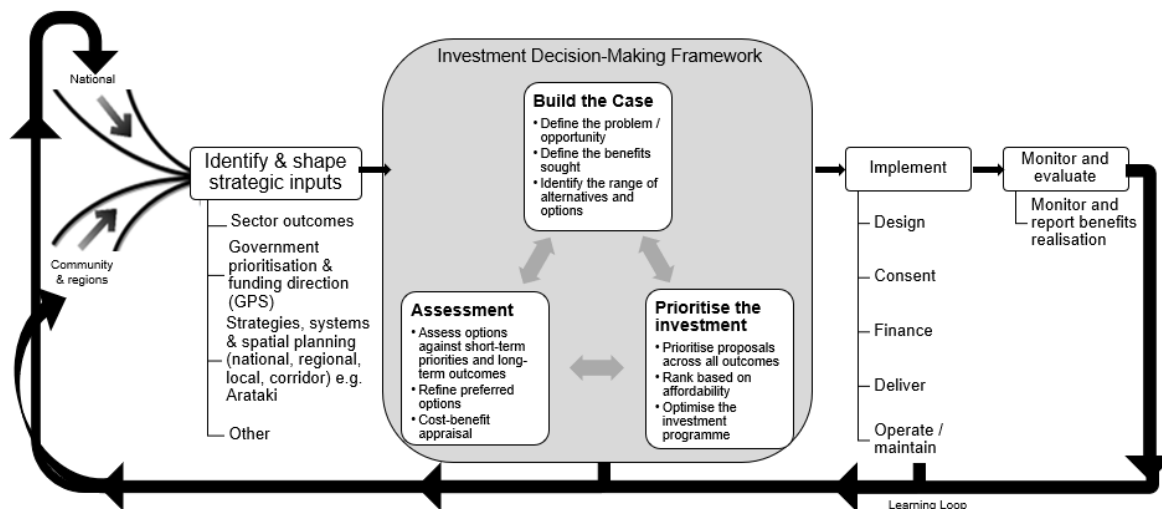 National
Community
& regions
Identify & shape
strategic inputs
Sector outcomes
Government
prioritisation &
funding direction
(GPS)
Strategies, systems
& spatial planning
(national, regional,
local, corridor) e.g.
Arataki
Other
Investment Decision-Making Framework
Build the Case
• Define the problem /
opportunity
• Define the benefits
sought
• Identify the range of
alternatives and
options
Assessment
• Assess options
against short-term
priorities and long-
term outcomes
• Refine preferred
options
• Cost-benefit
appraisal
Prioritise the
investment
• Prioritise proposals
across all outcomes
• Rank based on
affordability
• Optimise the
investment
programme
Implement
Design
Consent
Finance
Deliver
Operate /
maintain
Monitor and
evaluate
Monitor and
report benefits
realisation
Learning Loop